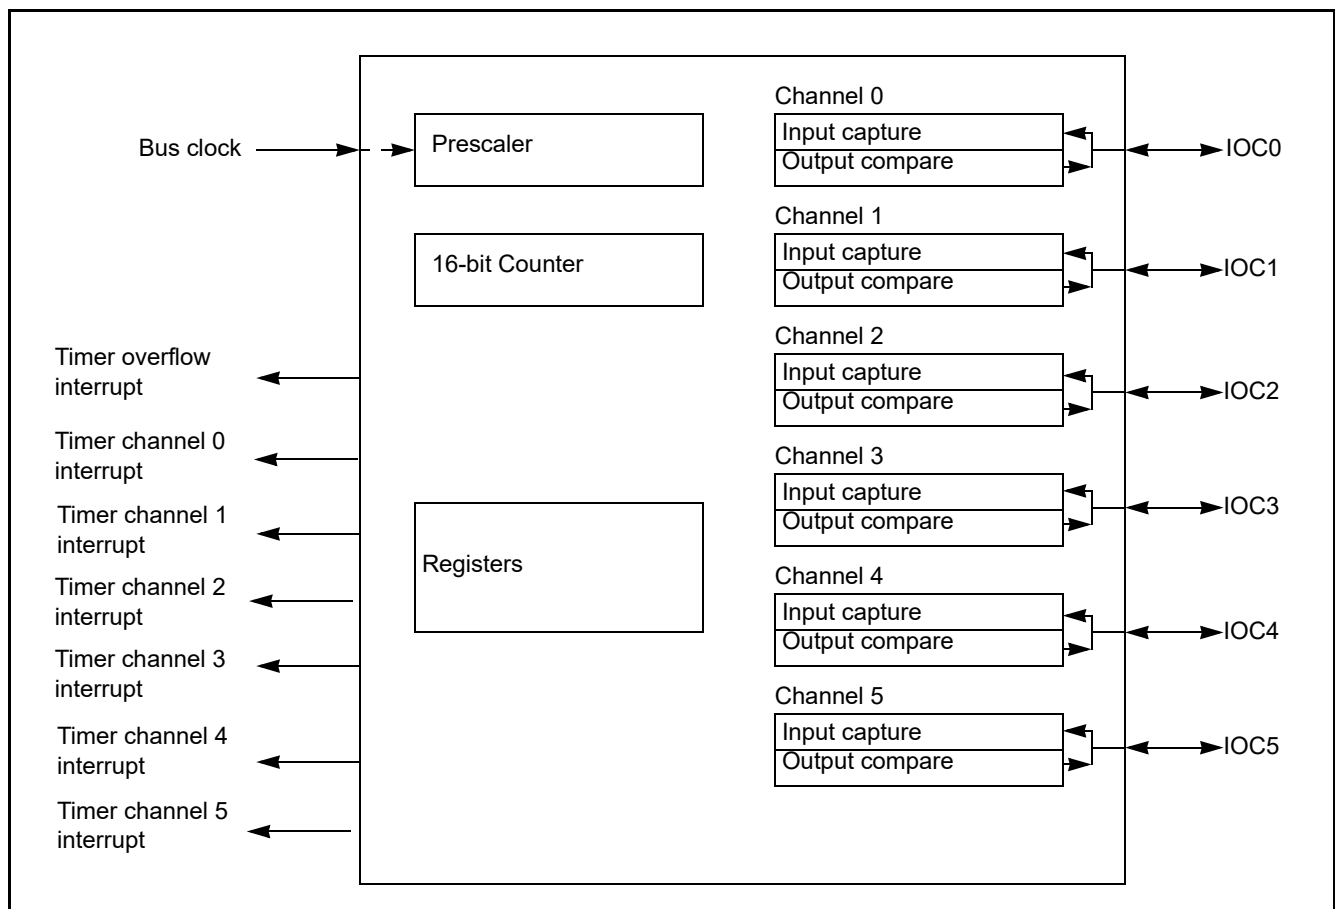 Bus clock
Prescaler
16-bit Counter
Registers
Timer overflow
interrupt
Timer channel 0
interrupt
Timer channel 1
interrupt
Timer channel 2
interrupt
Timer channel 3
interrupt
Timer channel 4
interrupt
Timer channel 5
interrupt
Channel 0
Input capture
Output compare
IOC0
Channel 1
Input capture
Output compare
IOC1
Channel 2
Input capture
Output compare
IOC2
Channel 3
Input capture
Output compare
IOC3
Channel 4
Input capture
Output compare
IOC4
Channel 5
Input capture
Output compare
IOC5